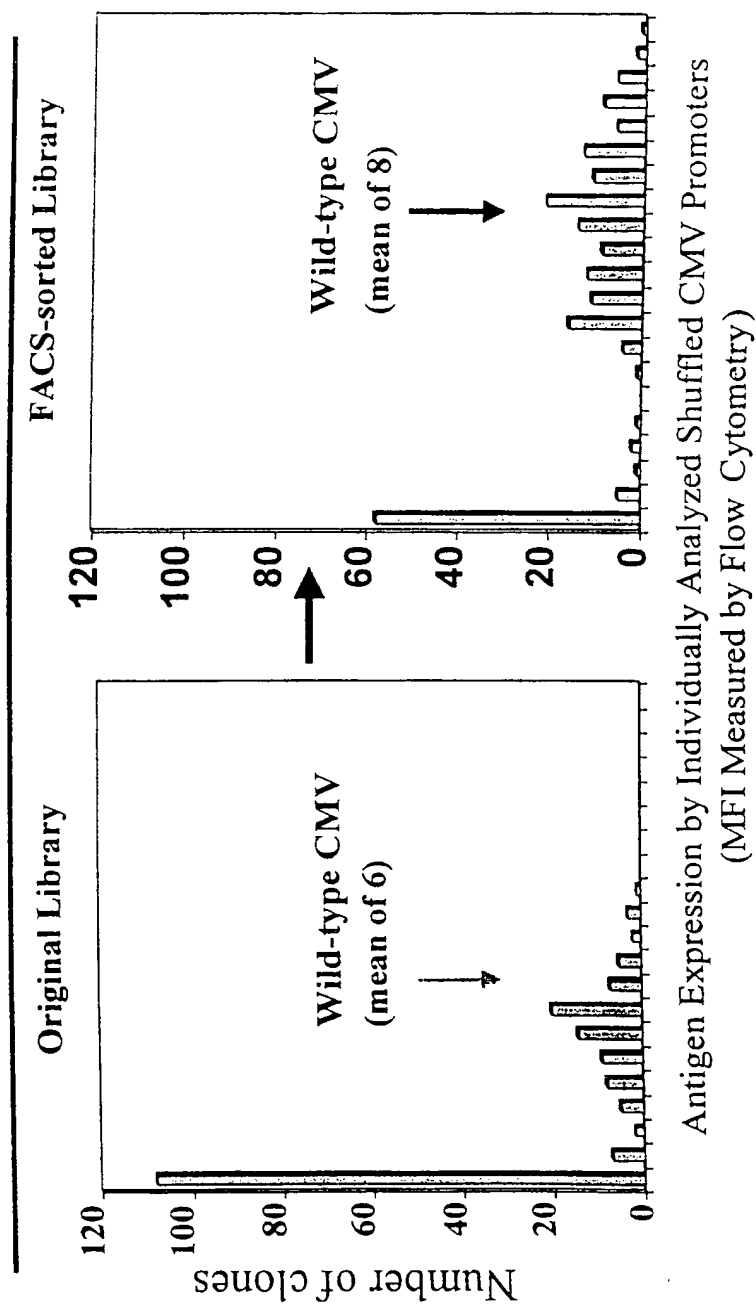 Original Library
FACS-sorted Library
Number of clones
120
100
80
60
40
20
0
Wild-type CMV
(mean of 6)
120
100
80
60
40
20
0
Wild-type CMV
(mean of 8)
Antigen Expression by Individually Analyzed Shuffled CMV Promoters
(MFI Measured by Flow Cytometry)